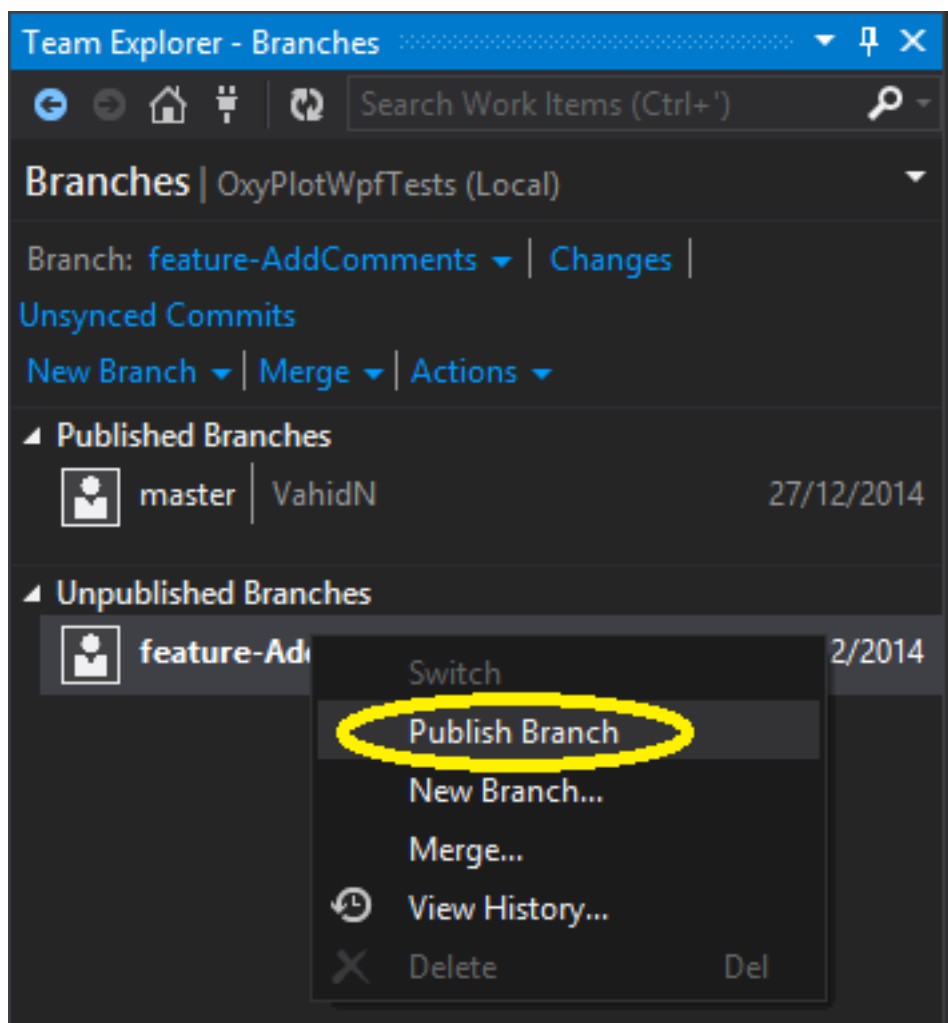 Team Explorer - Branches
Search Work Items (Ctrl+')
Branches | OxyPlotWpfTests (Local)
Branch: feature-AddComments | Changes |
Unsynced Commits
New Branch | Merge | Actions
Published Branches
master | VahidN 27/12/2014
Unpublished Branches
feature-Ad 2/2014
Switch
Publish Branch
New Branch...
Merge...
View History...
Delete Del